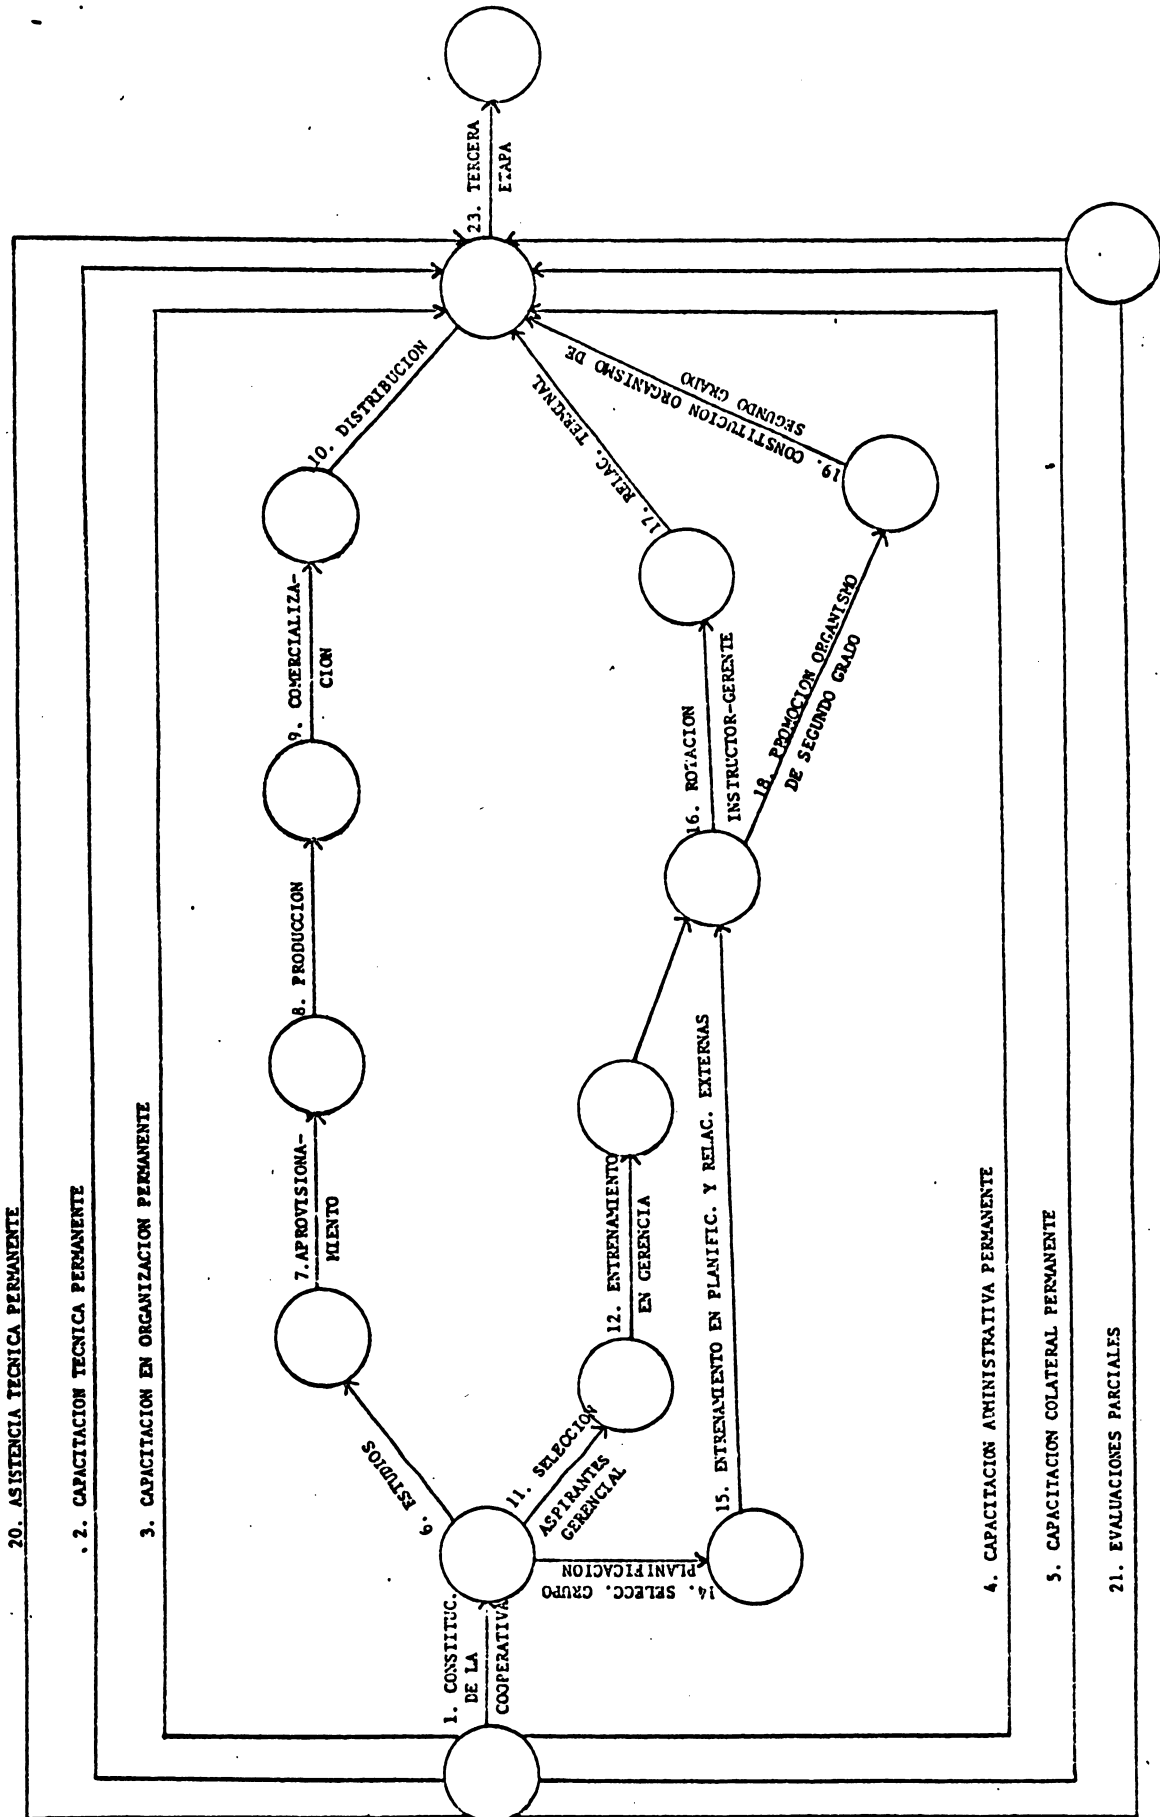 20. ASISTENCIA TECNICA PERMANENTE
2. CAPACITACION TECNICA PERMANENTE
3. CAPACITACION EN ORGANIZACION PERMANENTE
1. CONSTITUC.
DE LA
COOPERATIVA
6. ESTUDIOS
7.APROVISIONA-
MIENTO
8. PRODUCCION
9. COMERCIALIZA-
CION
10. DISTRIBUCION
11. SELECCION
ASPIRANTES
GERENCIAL
12. ENTRENAMIENTO
EN GERENCIA
14. SELECC. GRUPO
PLANIFICACION
15. ENTRENAMIENTO EN PLANIFIC. Y RELAC. EXTERNAS
16. ROTACION
INSTRUCTOR-GERENTE
17. RELAC. TERMINAL
18. PROMOCION ORGANISMO
DE SEGUNDO GRADO
19. CONSTITUCION ORGANISMO DE
SEGUNDO GRADO
23. TERCERA
ETAPA
4. CAPACITACION ADMINISTRATIVA PERMANENTE
5. CAPACITACION COLATERAL PERMANENTE
21. EVALUACIONES PARCIALES